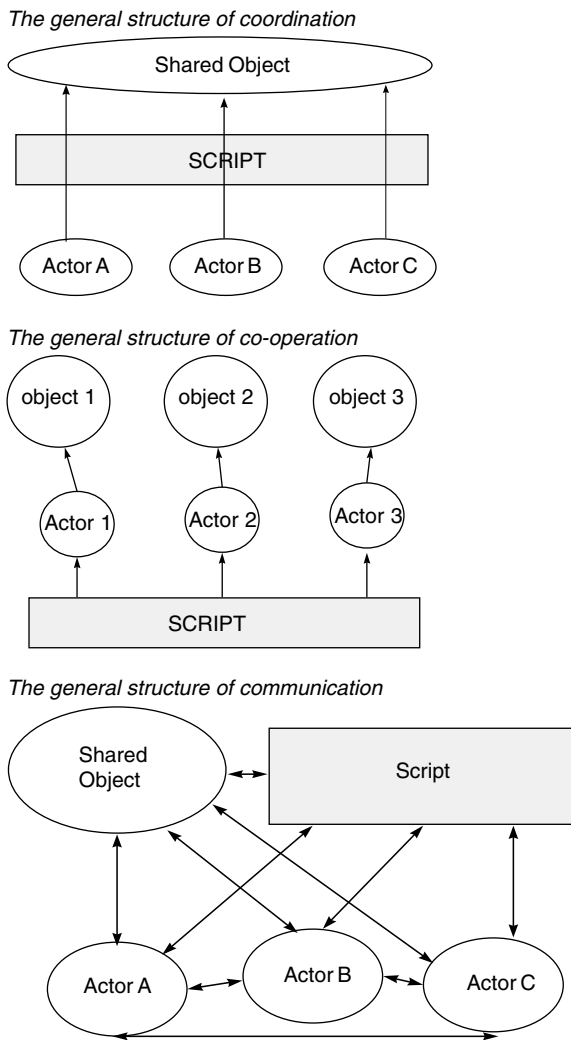 The general structure of coordination
Shared Object
SCRIPT
Actor A
Actor B
Actor C
The general structure of co-operation
object 1
object 2
object 3
Actor 1
Actor 2
Actor 3
SCRIPT
The general structure of communication
Shared
Object
Script
Actor A
Actor B
Actor C